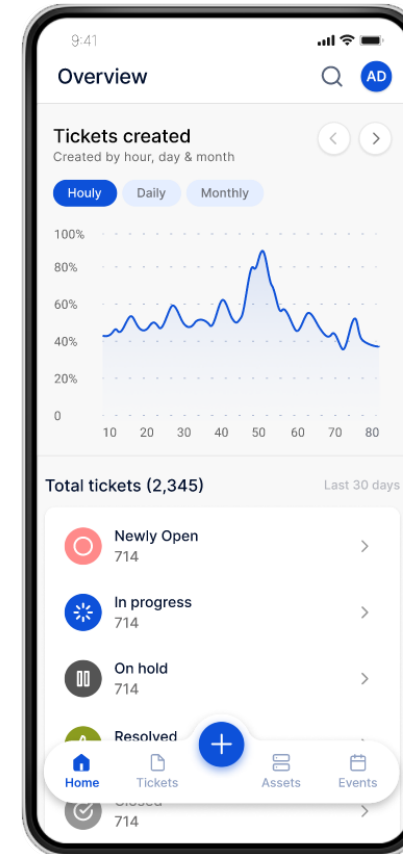 9:41
Overview
AD
Tickets created
Created by hour, day & month
Houly Daily Monthly
100%
80%
60%
40%
20%
0
10 20 30 40 50 60 70 80
Total tickets (2,345)
Last 30 days
Newly Open
714
In progress
714
On hold
714
Resolved
Home Tickets Assets Events
Closed
714